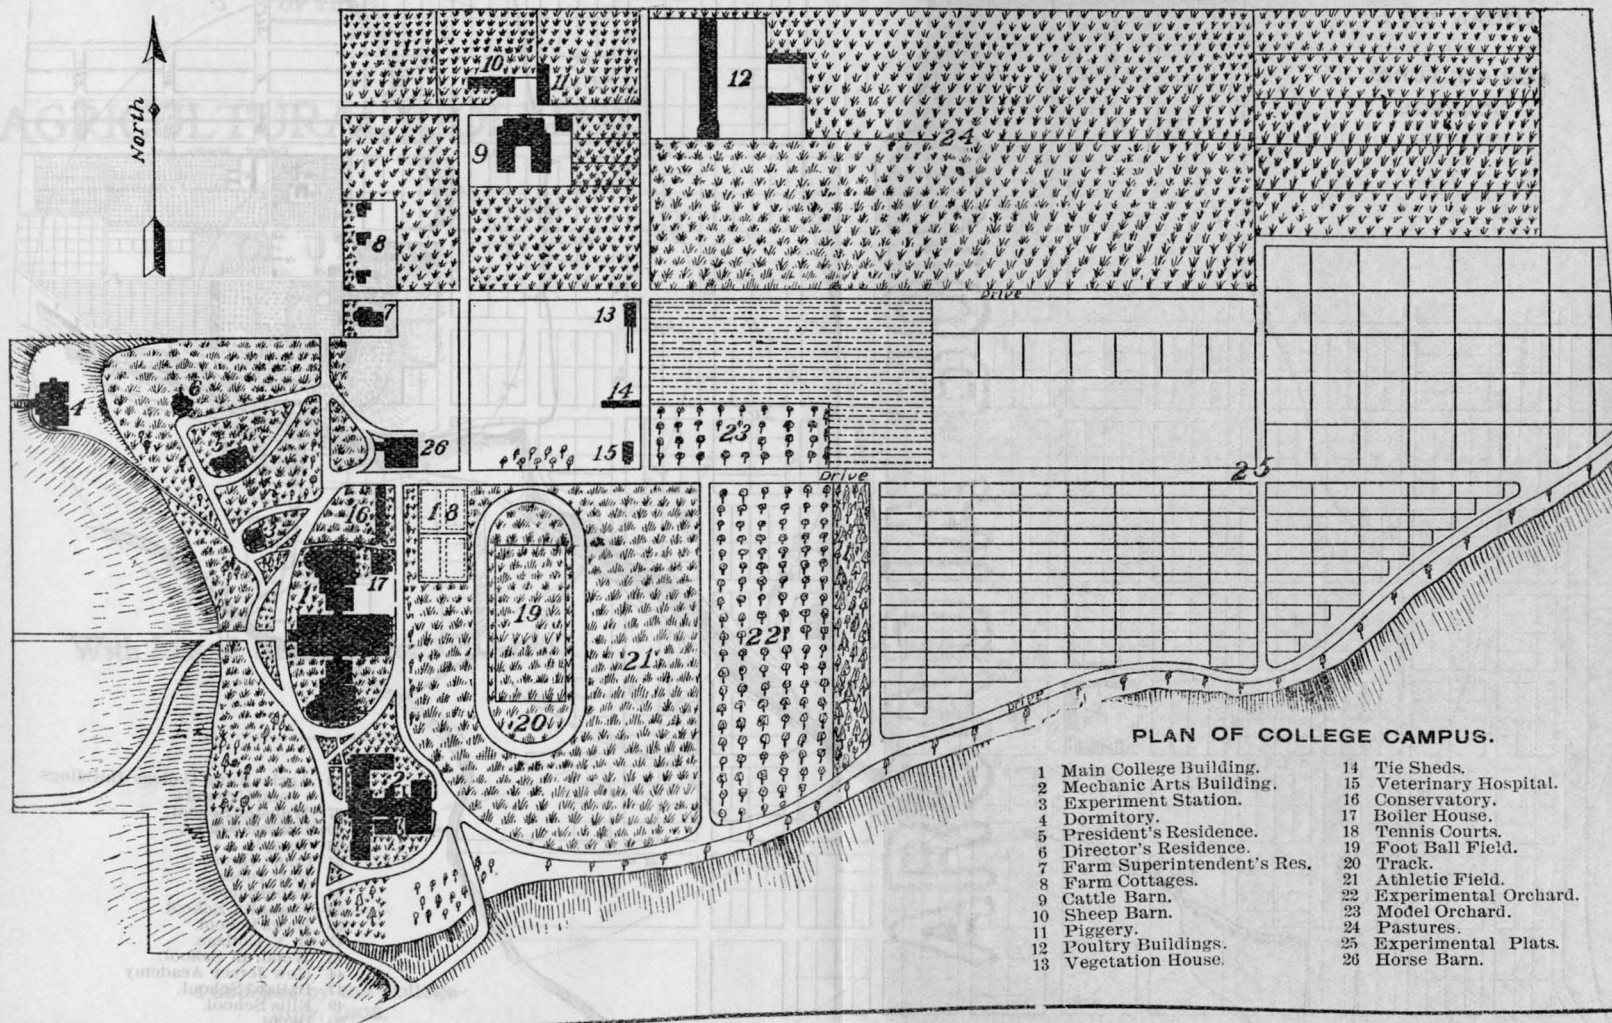 North
10
11
12
9
24
8
Drive
7
13
6
4
14
23
26
15
5
25
Drive
16
18
3
17
1
19
22
21
20
Drive
2
PLAN OF COLLEGE CAMPUS.
1 Main College Building.
2 Mechanic Arts Building.
3 Experiment Station.
4 Dormitory.
5 President's Residence.
6 Director's Residence.
7 Farm Superintendent's Res.
8 Farm Cottages.
9 Cattle Barn.
10 Sheep Barn.
11 Piggery.
12 Poultry Buildings.
13 Vegetation House.
14 Tie Sheds.
15 Veterinary Hospital.
16 Conservatory.
17 Boiler House.
18 Tennis Courts.
19 Foot Ball Field.
20 Track.
21 Athletic Field.
22 Experimental Orchard.
23 Model Orchard.
24 Pastures.
25 Experimental Plats.
26 Horse Barn.